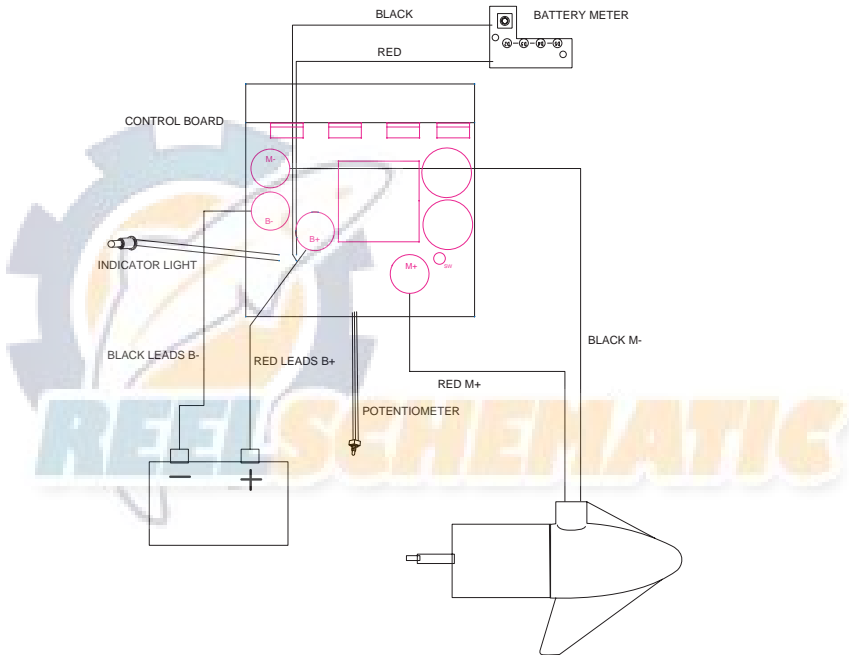 BLACK
BATTERY METER
RED
CONTROL BOARD
M-
B-
B+
M+
SW
INDICATOR LIGHT
BLACK M-
BLACK LEADS B-
RED LEADS B+
RED M+
POTENTIOMETER
REELSCHEMATIC
− +